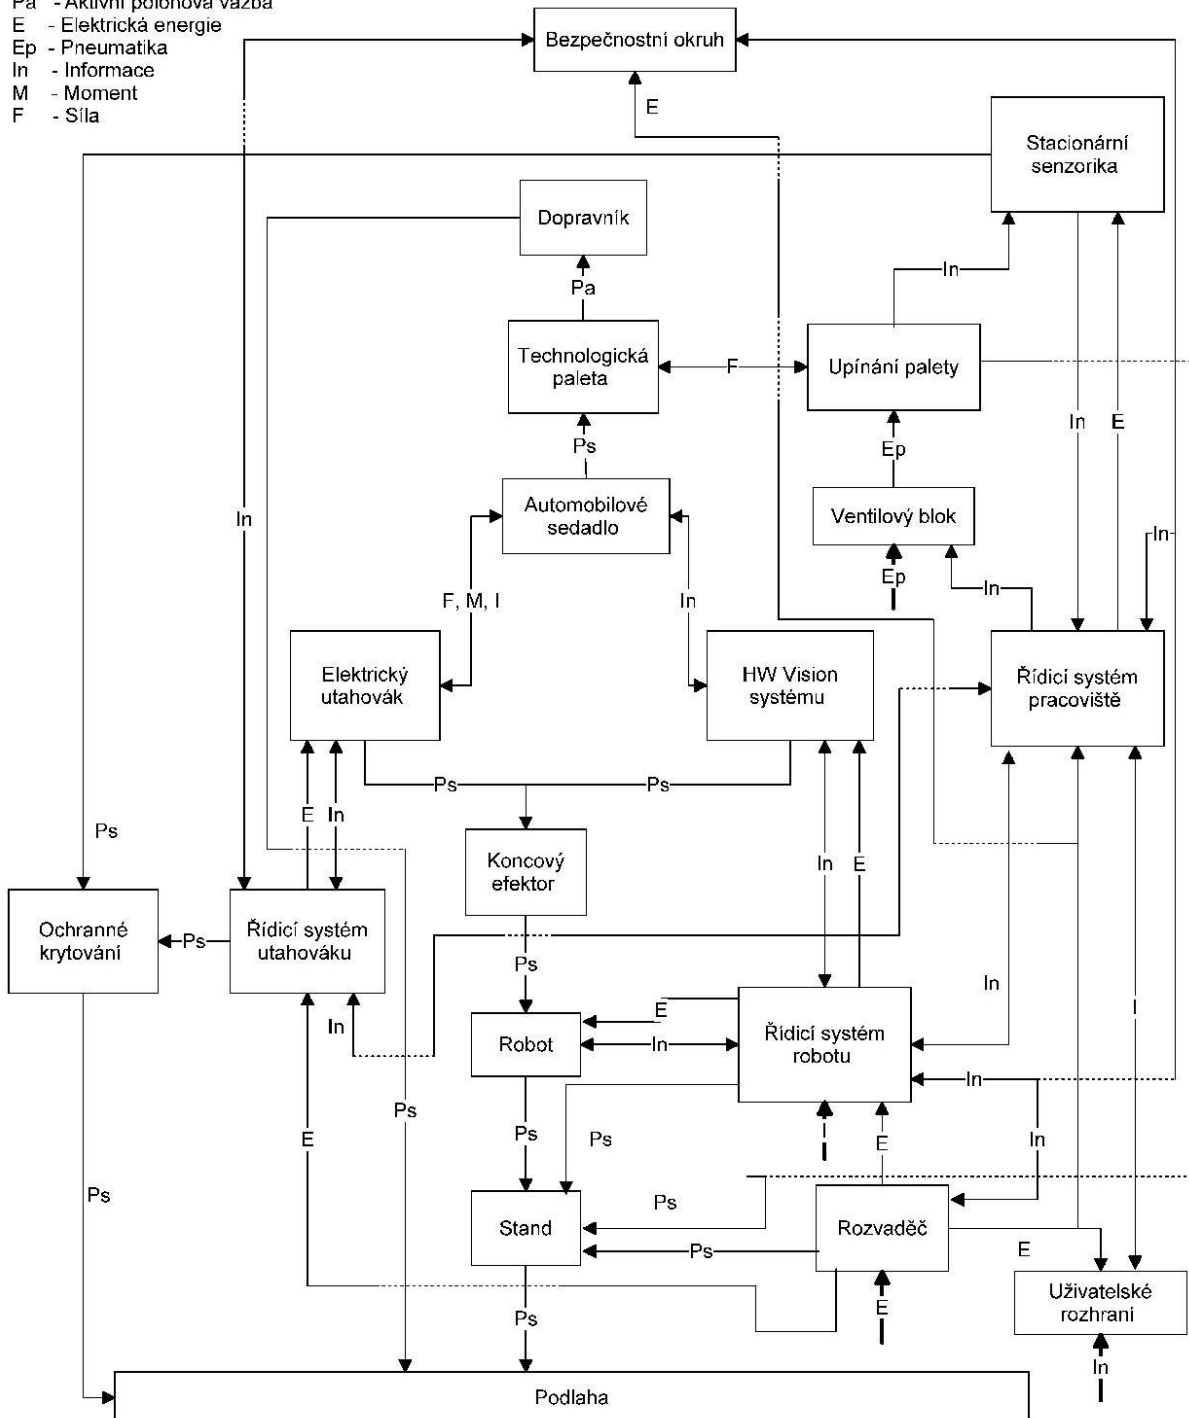 Pa - Aktivní polohová vazba
E - Elektrická energie
Ep - Pneumatika
In - Informace
M - Moment
F - Síla
Bezpečnostní okruh
E
Stacionární
senzorika
Dopravník
In
Pa
Technologická
paleta
F
Upínání palety
In
E
Ps
Ep
Automobilové
sedadlo
Ventilový blok
In
In
Ep
In
F, M, I
In
Elektrický
utahovák
HW Vision
systému
Řídicí systém
pracoviště
Ps
Ps
E
In
Ps
Koncový
efektor
In
E
Ochranné
krytování
Ps
Řídicí systém
utahováku
Ps
In
In
E
Robot
In
Řídicí systém
robotu
I
In
Ps
E
Ps
Ps
I
E
In
Ps
Ps
Stand
Ps
Rozvaděč
E
Ps
E
Uživatelské
rozhraní
In
Podlaha